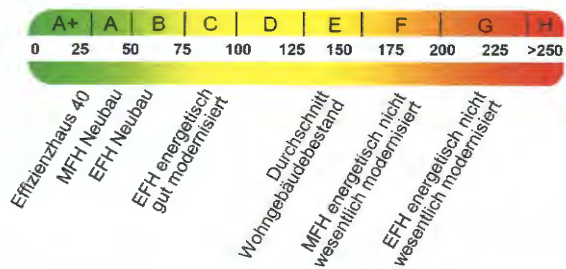 A+ A B C D E F G H
0 25 50 75 100 125 150 175 200 225 >250
Effizienzhaus 40
MFH Neubau
EFH Neubau
EFH energetisch
gut modernisiert
Durchschnitt
Wohngebäudebestand
MFH energetisch nicht
wesentlich modernisiert
EFH energetisch nicht
wesentlich modernisiert